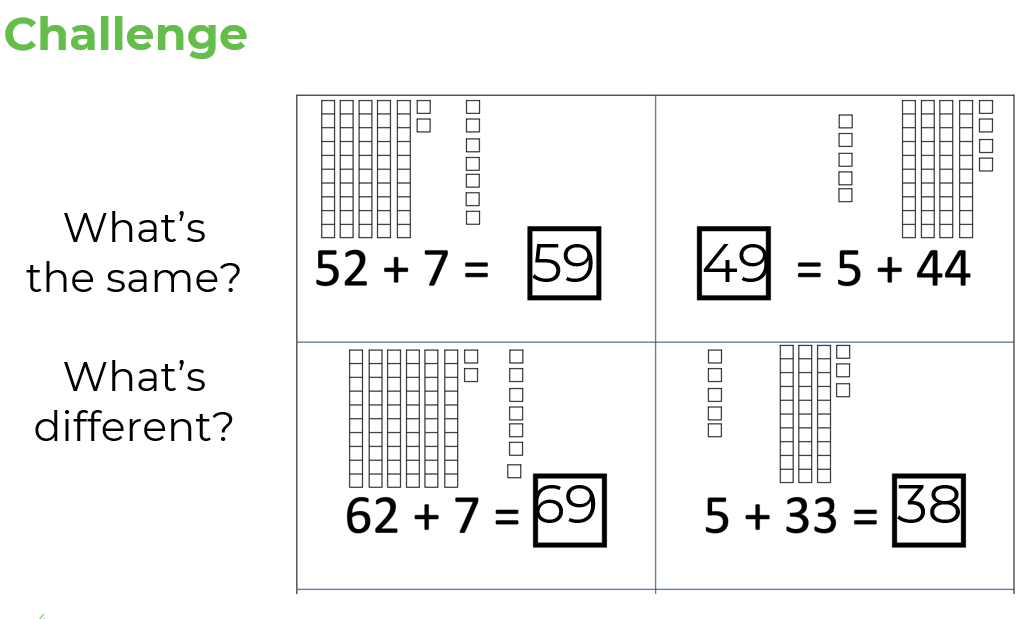 Challenge
What's
the same?
What's
different?
52 + 7 = 59
49 = 5 + 44
62 + 7 = 69
5 + 33 = 38